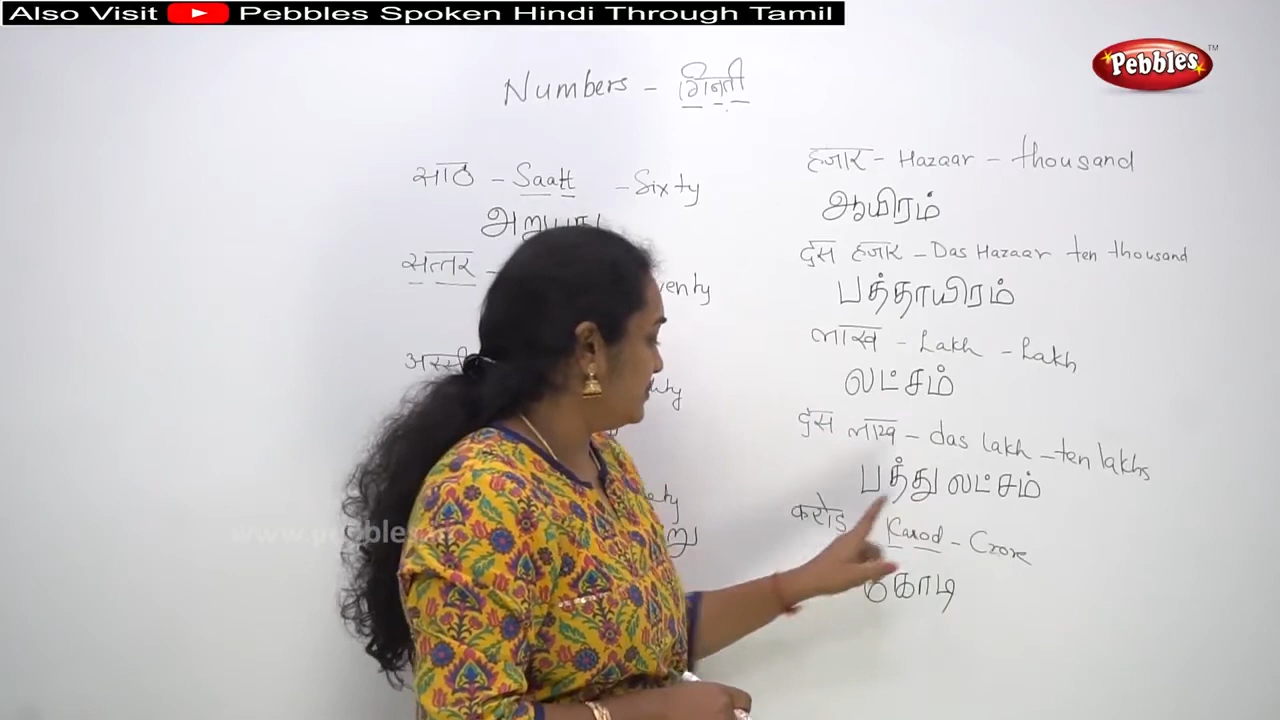 Also Visit Pebbles Spoken Hindi Through Tamil
Pebbles™
Numbers - गिनती
साठ - Saatt - Sixty
सत्तर -
हजार - Hazaar - thousand
ஆயிரம்
दस हजार - Das Hazaar ten thousand
பத்தாயிரம்
लाख - Lakh - Lakh
லட்சம்
दस लाख - das lakh - ten lakhs
பத்து லட்சம்
करोड Karod - Crore
கோடி